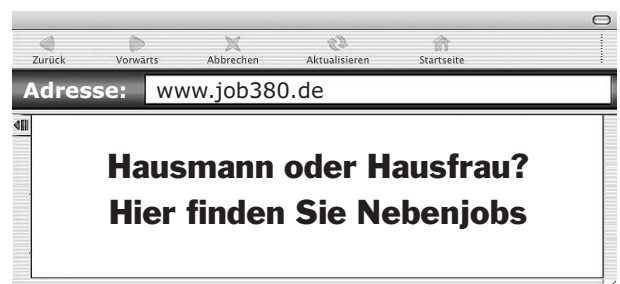 Zurück Vorwärts Abbrechen Aktualisieren Startseite
Adresse: www.job380.de
Hausmann oder Hausfrau?
Hier finden Sie Nebenjobs